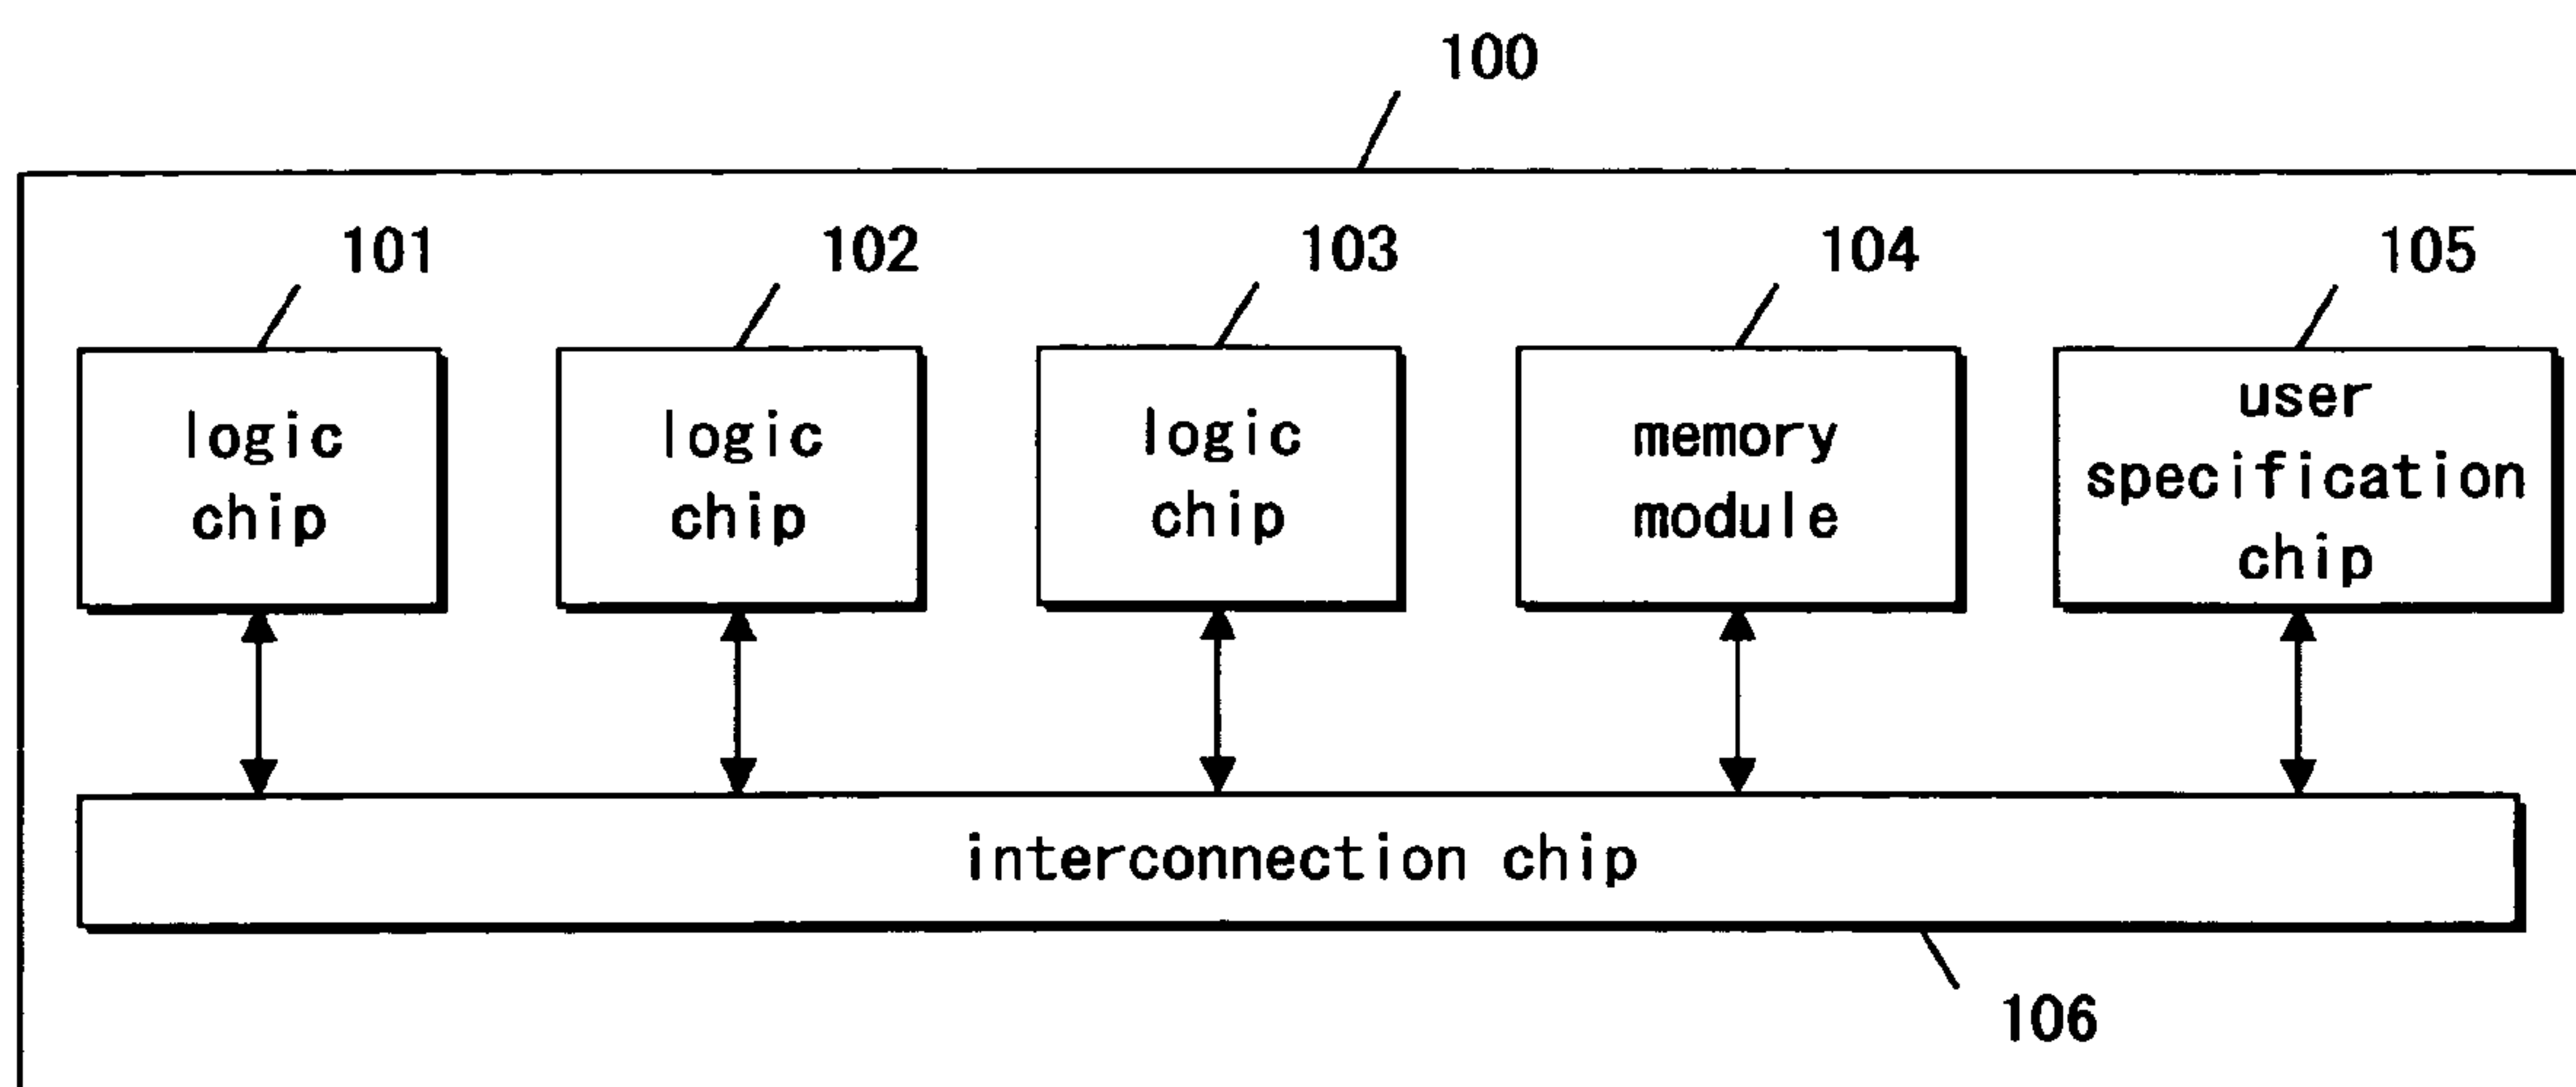 100
101
102
103
104
105
logic
chip
logic
chip
logic
chip
memory
module
user
specification
chip
interconnection chip
106